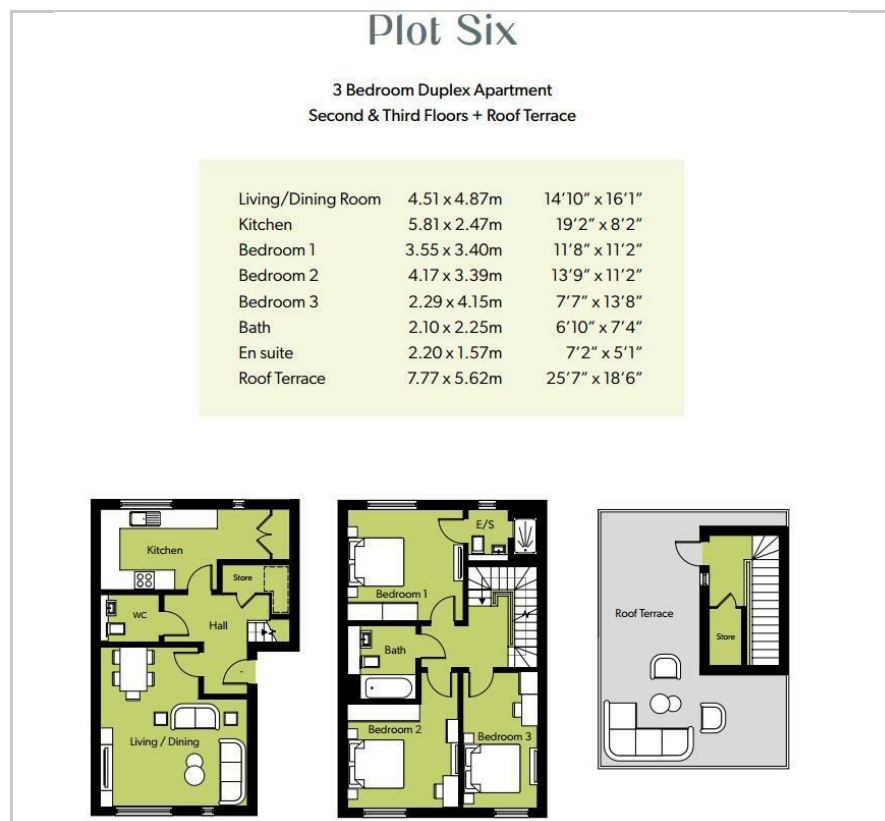 Plot Six
3 Bedroom Duplex Apartment
Second & Third Floors + Roof Terrace
Living/Dining Room 4.51 x 4.87m 14’10” x 16’1”
Kitchen 5.81 x 2.47m 19’2” x 8’2”
Bedroom 1 3.55 x 3.40m 11’8” x 11’2”
Bedroom 2 4.17 x 3.39m 13’9” x 11’2”
Bedroom 3 2.29 x 4.15m 7’7” x 13’8”
Bath 2.10 x 2.25m 6’10” x 7’4”
En suite 2.20 x 1.57m 7’2” x 5’1”
Roof Terrace 7.77 x 5.62m 25’7” x 18’6”
Kitchen
Store
WC
Hall
Living / Dining
E/S
Bedroom 1
Bath
Bedroom 2
Bedroom 3
Roof Terrace
Store